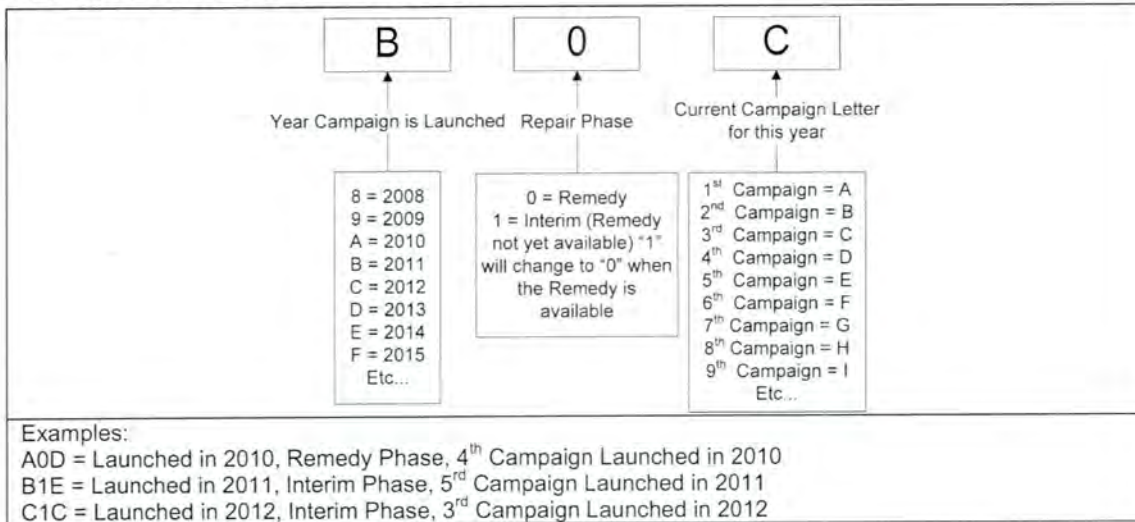 B 0 C
Year Campaign is Launched
Repair Phase
Current Campaign Letter
for this year
8 = 2008
9 = 2009
A = 2010
B = 2011
C = 2012
D = 2013
E = 2014
F = 2015
Etc...
0 = Remedy
1 = Interim (Remedy
not yet available) “1”
will change to “0” when
the Remedy is
available
1st Campaign = A
2nd Campaign = B
3rd Campaign = C
4th Campaign = D
5th Campaign = E
6th Campaign = F
7th Campaign = G
8th Campaign = H
9th Campaign = I
Etc...
Examples:
A0D = Launched in 2010, Remedy Phase, 4th Campaign Launched in 2010
B1E = Launched in 2011, Interim Phase, 5rd Campaign Launched in 2011
C1C = Launched in 2012, Interim Phase, 3rd Campaign Launched in 2012